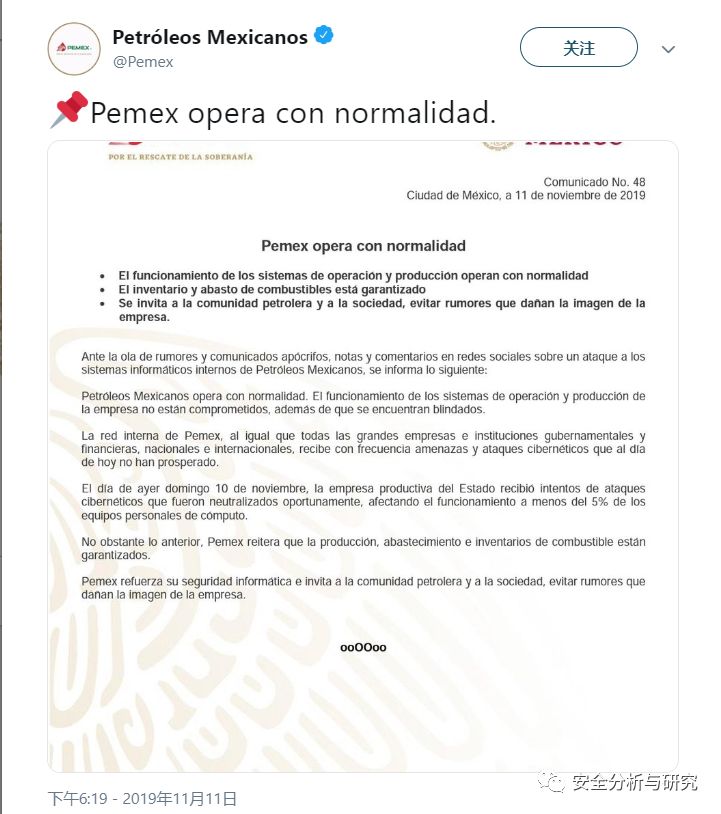 Petróleos Mexicanos
@Pemex
关注
Pemex opera con normalidad.
PEMEX
POR EL RESCATE DE LA SOBERANÍA
MÉXICO
Comunicado No. 48
Ciudad de México, a 11 de noviembre de 2019
Pemex opera con normalidad
• El funcionamiento de los sistemas de operación y producción operan con normalidad
• El inventario y abasto de combustibles está garantizado
• Se invita a la comunidad petrolera y a la sociedad, evitar rumores que dañan la imagen de la
empresa.
Ante la ola de rumores y comunicados apócrifos, notas y comentarios en redes sociales sobre un ataque a los
sistemas informáticos internos de Petróleos Mexicanos, se informa lo siguiente:
Petróleos Mexicanos opera con normalidad. El funcionamiento de los sistemas de operación y producción de
la empresa no están comprometidos, además de que se encuentran blindados.
La red interna de Pemex, al igual que todas las grandes empresas e instituciones gubernamentales y
financieras, nacionales e internacionales, recibe con frecuencia amenazas y ataques cibernéticos que al día
de hoy no han prosperado.
El día de ayer domingo 10 de noviembre, la empresa productiva del Estado recibió intentos de ataques
cibernéticos que fueron neutralizados oportunamente, afectando el funcionamiento a menos del 5% de los
equipos personales de cómputo.
No obstante lo anterior, Pemex reitera que la producción, abastecimiento e inventarios de combustible están
garantizados.
Pemex refuerza su seguridad informática e invita a la comunidad petrolera y a la sociedad, evitar rumores que
dañan la imagen de la empresa.
ooOOoo
下午6:19 - 2019年11月11日
安全分析与研究